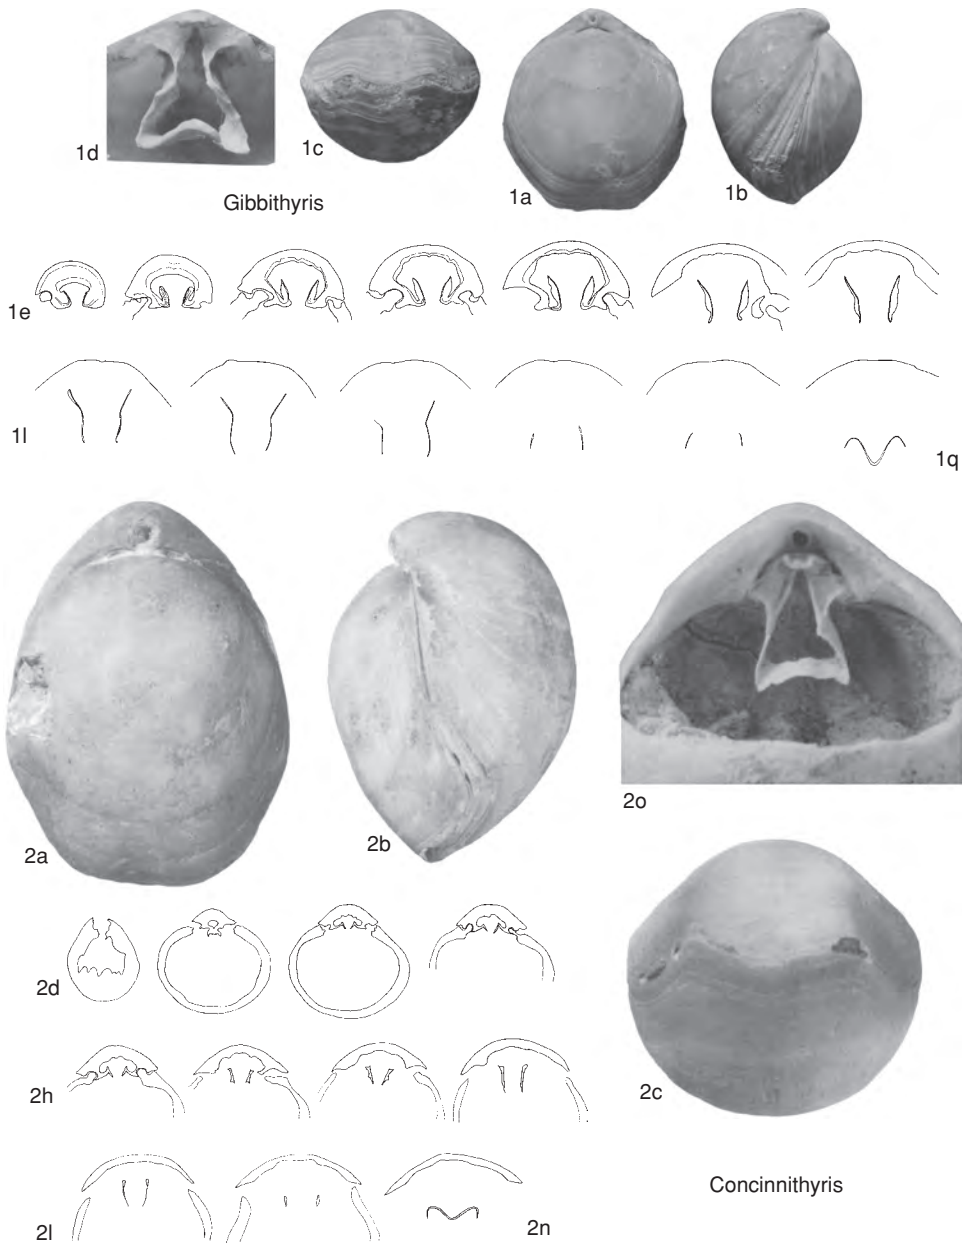 1d
1c
1a
1b
Gibbithyris
1e
1l
1q
2a
2b
2o
2d
2c
2h
Concinnithyris
2l
2n